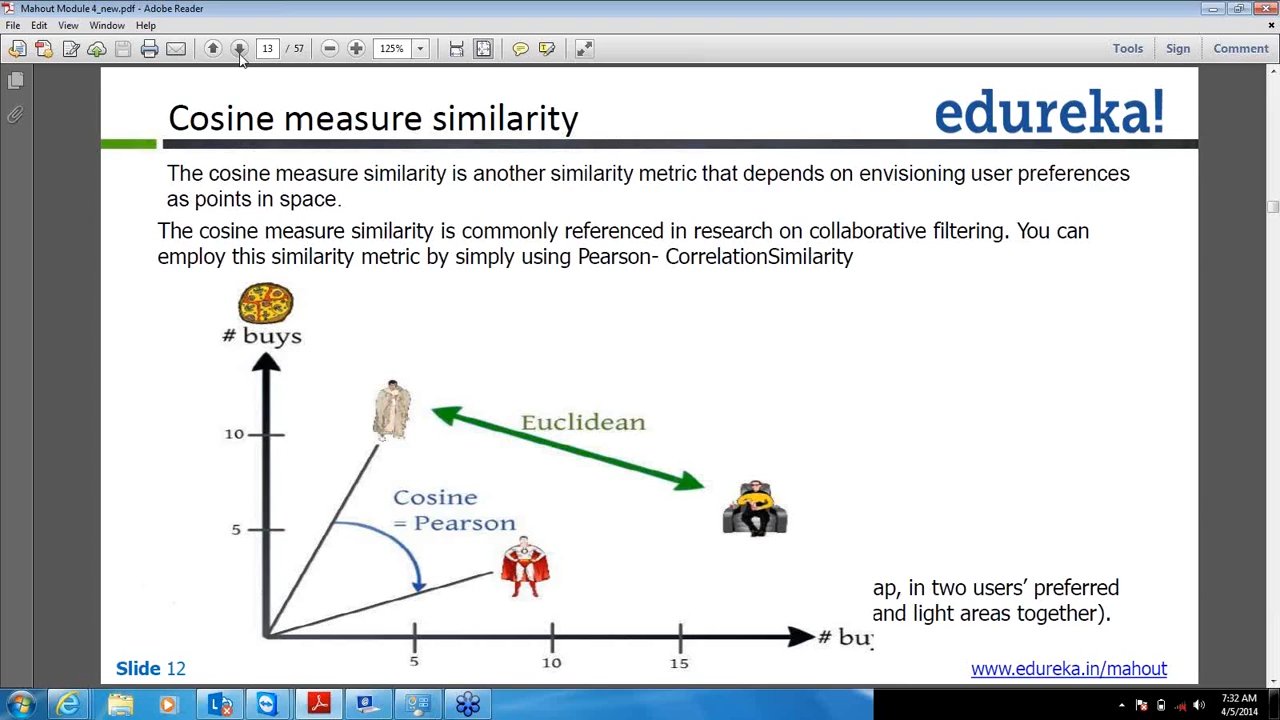 Mahout Module 4_new.pdf - Adobe Reader
File Edit View Window Help
13 / 57 125% Tools Sign Comment
Cosine measure similarity
edureka!
The cosine measure similarity is another similarity metric that depends on envisioning user preferences
as points in space.
The cosine measure similarity is commonly referenced in research on collaborative filtering. You can
employ this similarity metric by simply using Pearson- CorrelationSimilarity
# buys
10
5
Euclidean
Cosine
= Pearson
ap, in two users’ preferred
and light areas together).
# buy
5 10 15
Slide 12
www.edureka.in/mahout
7:32 AM
4/5/2014